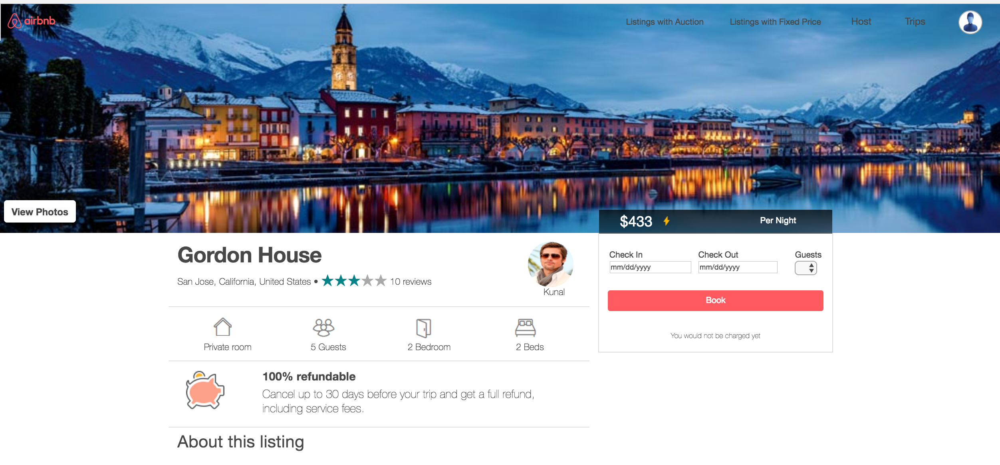 airbnb
Listings with Auction Listings with Fixed Price Host Trips
View Photos
$433 Per Night
Gordon House
San Jose, California, United States • 10 reviews
Kunal
Check In Check Out Guests
mm/dd/yyyy mm/dd/yyyy
Book
You would not be charged yet
Private room 5 Guests 2 Bedroom 2 Beds
100% refundable
Cancel up to 30 days before your trip and get a full refund,
including service fees.
About this listing